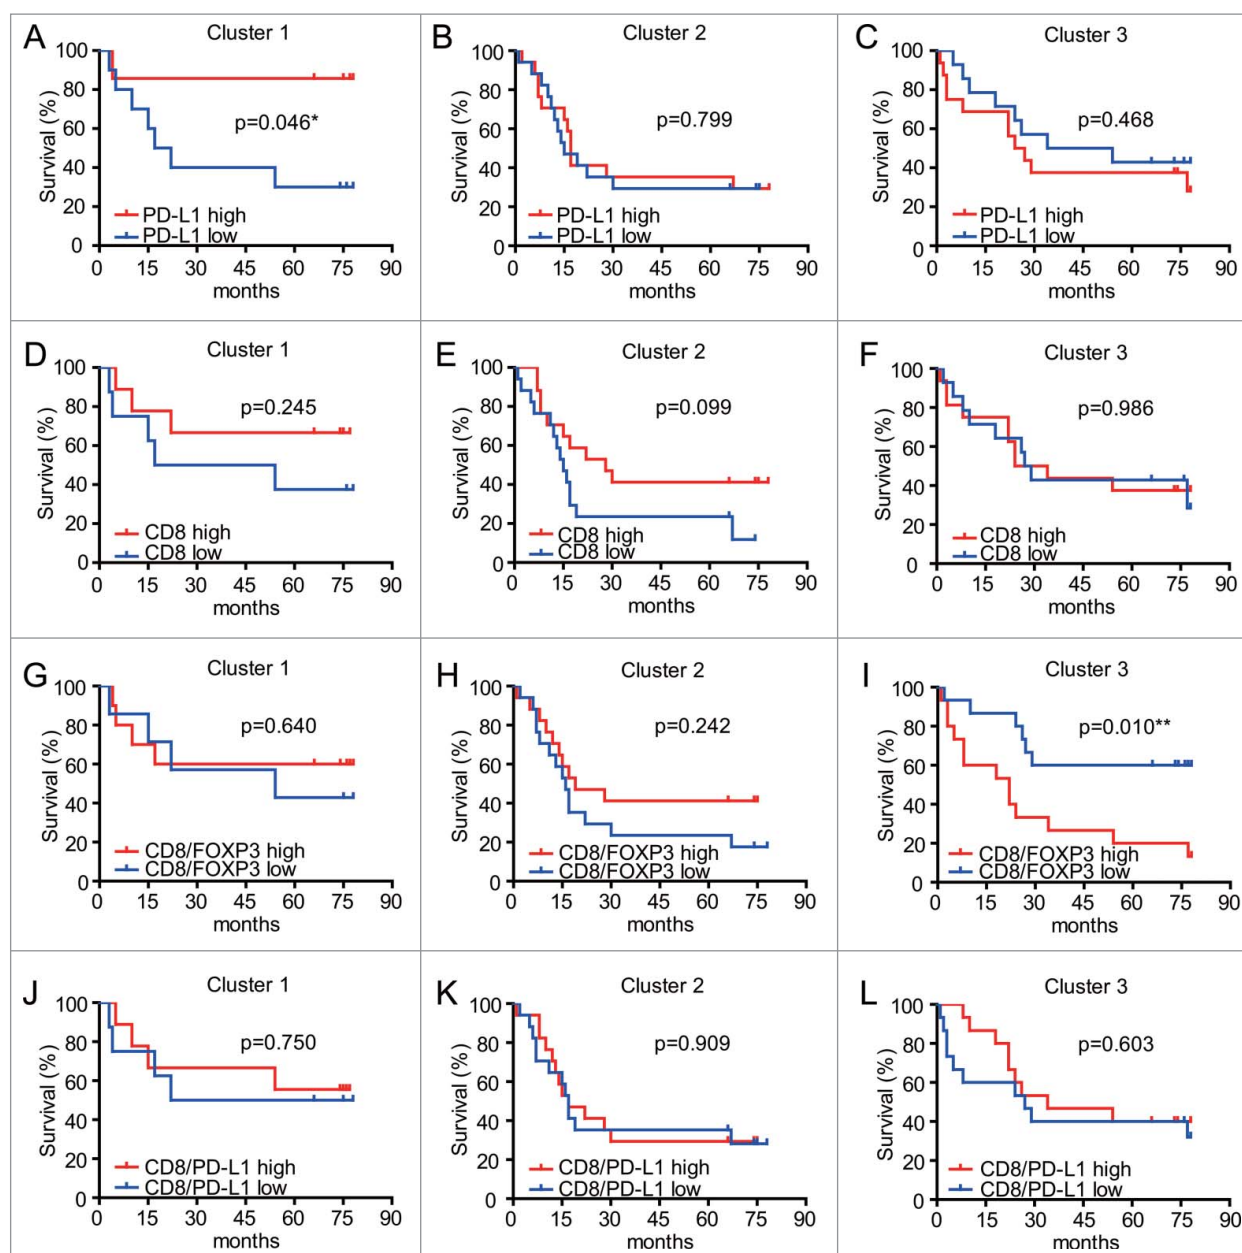 A
Cluster 1
100
80
60
40
20
0
Survival (%)
p=0.046*
PD-L1 high
PD-L1 low
0 15 30 45 60 75 90
months
B
Cluster 2
100
80
60
40
20
0
Survival (%)
p=0.799
PD-L1 high
PD-L1 low
0 15 30 45 60 75 90
months
C
Cluster 3
100
80
60
40
20
0
Survival (%)
p=0.468
PD-L1 high
PD-L1 low
0 15 30 45 60 75 90
months
D
Cluster 1
100
80
60
40
20
0
Survival (%)
p=0.245
CD8 high
CD8 low
0 15 30 45 60 75 90
months
E
Cluster 2
100
80
60
40
20
0
Survival (%)
p=0.099
CD8 high
CD8 low
0 15 30 45 60 75 90
months
F
Cluster 3
100
80
60
40
20
0
Survival (%)
p=0.986
CD8 high
CD8 low
0 15 30 45 60 75 90
months
G
Cluster 1
100
80
60
40
20
0
Survival (%)
p=0.640
CD8/FOXP3 high
CD8/FOXP3 low
0 15 30 45 60 75 90
months
H
Cluster 2
100
80
60
40
20
0
Survival (%)
p=0.242
CD8/FOXP3 high
CD8/FOXP3 low
0 15 30 45 60 75 90
months
I
Cluster 3
100
80
60
40
20
0
Survival (%)
p=0.010**
CD8/FOXP3 high
CD8/FOXP3 low
0 15 30 45 60 75 90
months
J
Cluster 1
100
80
60
40
20
0
Survival (%)
p=0.750
CD8/PD-L1 high
CD8/PD-L1 low
0 15 30 45 60 75 90
months
K
Cluster 2
100
80
60
40
20
0
Survival (%)
p=0.909
CD8/PD-L1 high
CD8/PD-L1 low
0 15 30 45 60 75 90
months
L
Cluster 3
100
80
60
40
20
0
Survival (%)
p=0.603
CD8/PD-L1 high
CD8/PD-L1 low
0 15 30 45 60 75 90
months